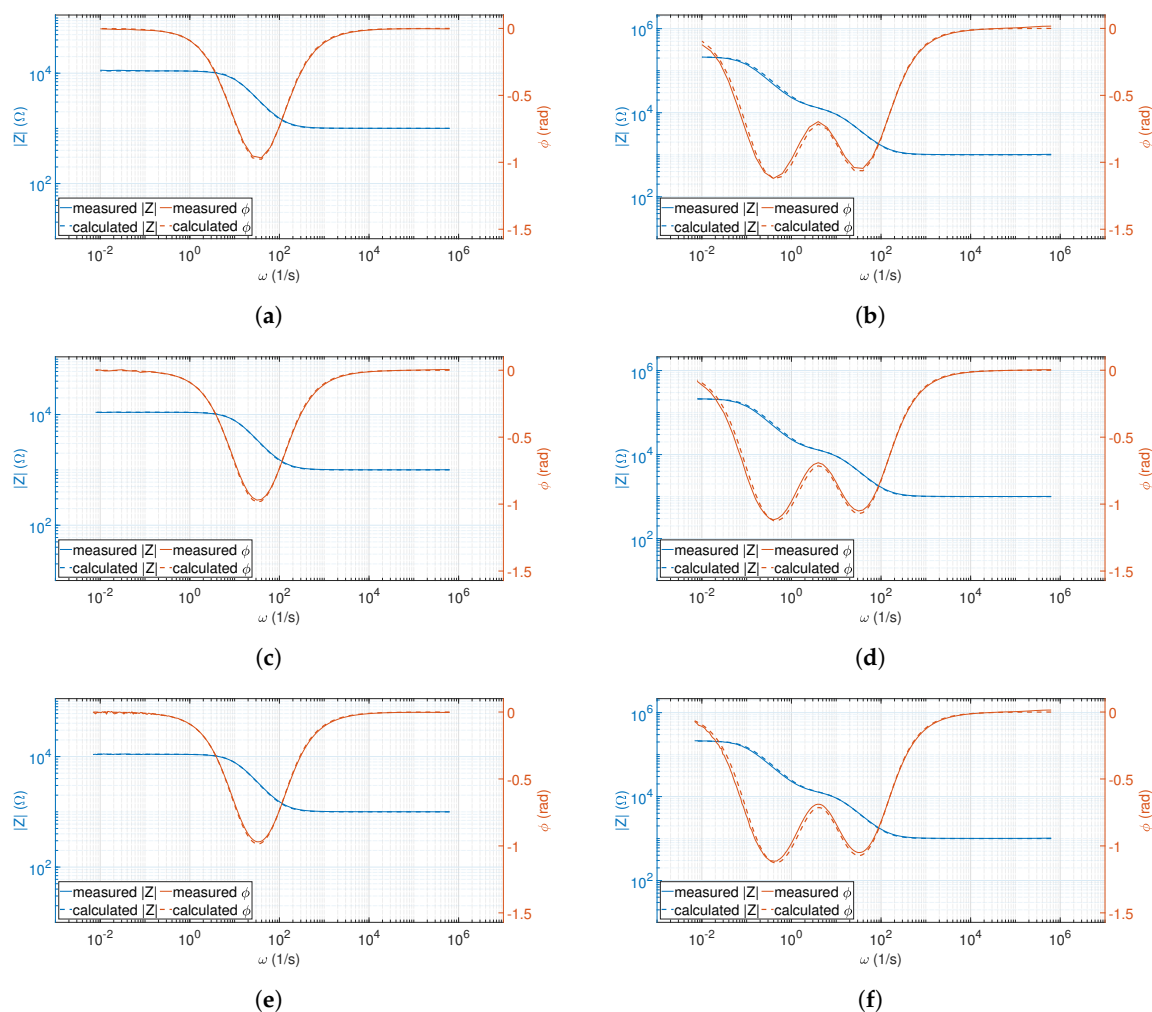 10^4
10^2
|Z| (Ω)
0
-0.5
-1
-1.5
ϕ (rad)
measured |Z| measured ϕ
calculated |Z| calculated ϕ
10^-2 10^0 10^2 10^4 10^6
ω (1/s)
(a)
10^6
10^4
10^2
|Z| (Ω)
0
-0.5
-1
-1.5
ϕ (rad)
measured |Z| measured ϕ
calculated |Z| calculated ϕ
10^-2 10^0 10^2 10^4 10^6
ω (1/s)
(b)
10^4
10^2
|Z| (Ω)
0
-0.5
-1
-1.5
ϕ (rad)
measured |Z| measured ϕ
calculated |Z| calculated ϕ
10^-2 10^0 10^2 10^4 10^6
ω (1/s)
(c)
10^6
10^4
10^2
|Z| (Ω)
0
-0.5
-1
-1.5
ϕ (rad)
measured |Z| measured ϕ
calculated |Z| calculated ϕ
10^-2 10^0 10^2 10^4 10^6
ω (1/s)
(d)
10^4
10^2
|Z| (Ω)
0
-0.5
-1
-1.5
ϕ (rad)
measured |Z| measured ϕ
calculated |Z| calculated ϕ
10^-2 10^0 10^2 10^4 10^6
ω (1/s)
(e)
10^6
10^4
10^2
|Z| (Ω)
0
-0.5
-1
-1.5
ϕ (rad)
measured |Z| measured ϕ
calculated |Z| calculated ϕ
10^-2 10^0 10^2 10^4 10^6
ω (1/s)
(f)